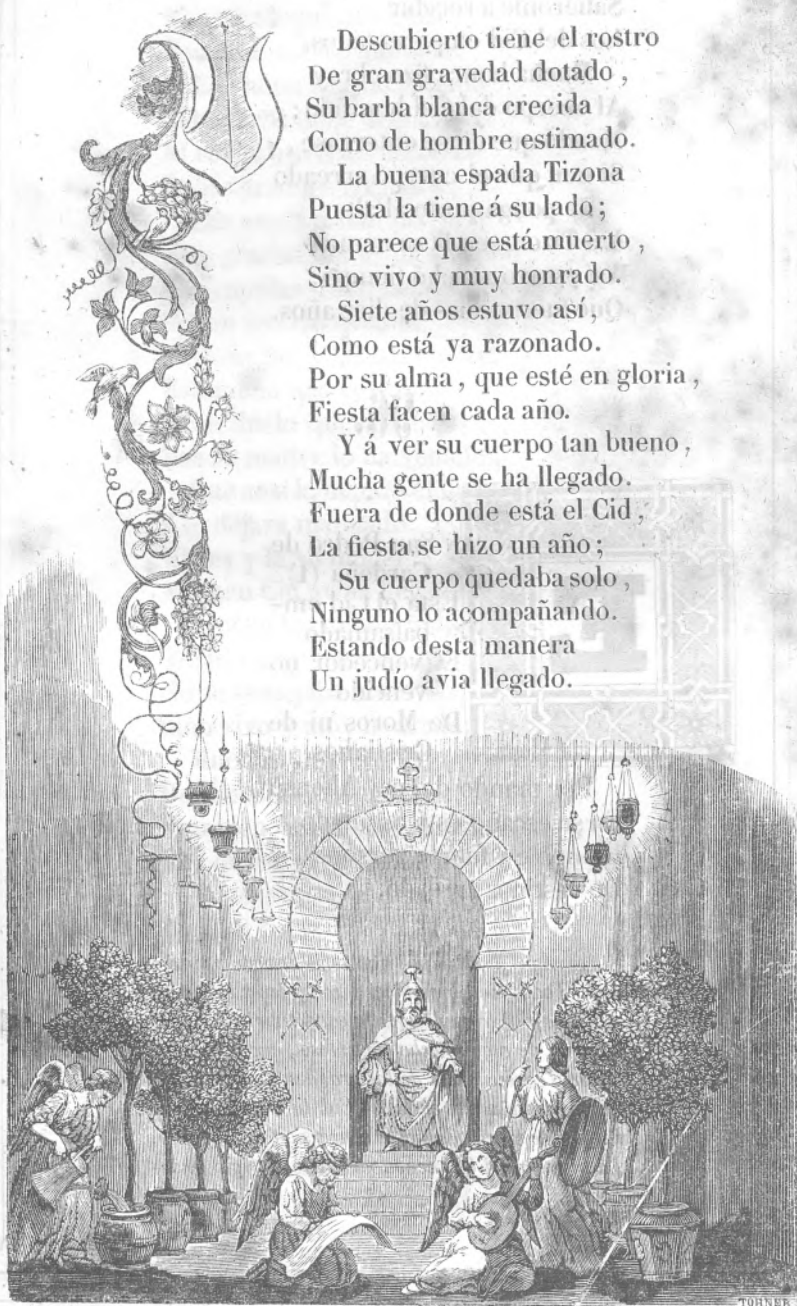 Descubierto tiene el rostro
De gran gravedad dotado ,
Su barba blanca crecida
Como de hombre estimado.
La buena espada Tizona
Puesta la tiene á su lado ;
No parece que está muerto ,
Sino vivo y muy honrado.
Siete años estuvo así ,
Como está ya razonado.
Por su alma , que esté en gloria ,
Fiesta facen cada año.
Y á ver su cuerpo tan bueno ,
Mucha gente se ha llegado.
Fuera de donde está el Cid ,
La fiesta se hizo un año ;
Su cuerpo quedaba solo ,
Ninguno lo acompañando.
Estando desta manera
Un judío avia llegado.
TOHNER